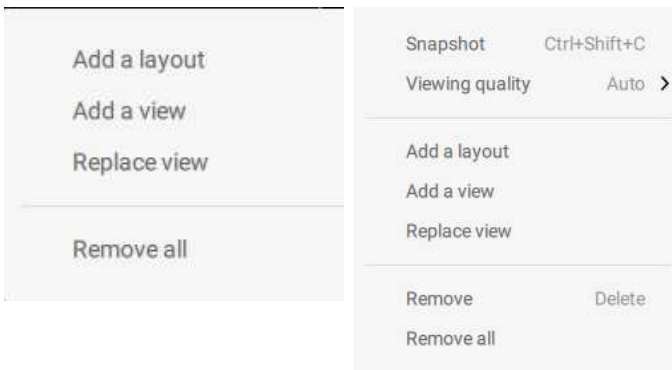 Add a layout
Add a view
Replace view
Remove all
Snapshot Ctrl+Shift+C
Viewing quality Auto
Add a layout
Add a view
Replace view
Remove Delete
Remove all